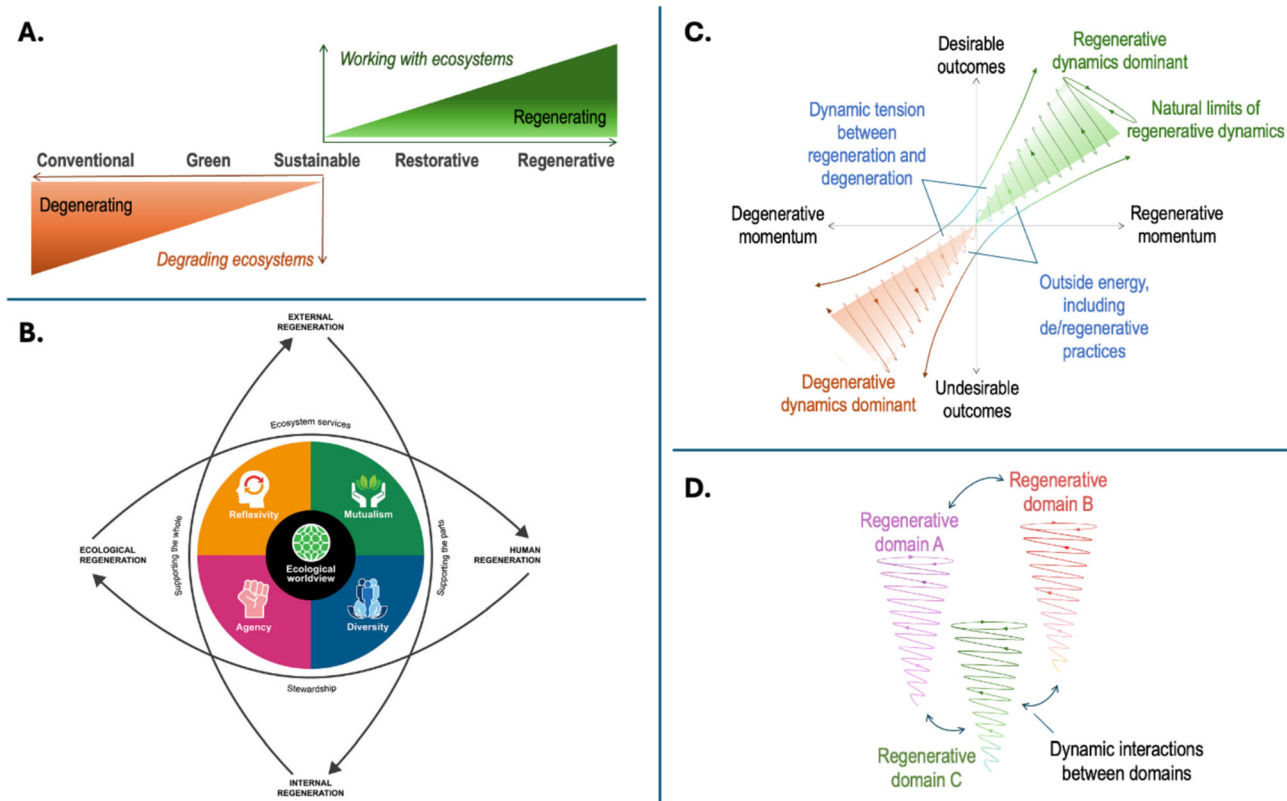 A.
Working with ecosystems
Regenerating
Conventional Green Sustainable Restorative Regenerative
Degenerating
Degrading ecosystems
B.
EXTERNAL
REGENERATION
Ecosystem services
Reflexivity
Mutualism
Supporting the whole
Supporting the parts
ECOLOGICAL
REGENERATION
HUMAN
REGENERATION
Ecological
worldview
Agency
Diversity
Stewardship
INTERNAL
REGENERATION
C.
Desirable
outcomes
Regenerative
dynamics dominant
Dynamic tension
between
regeneration and
degeneration
Natural limits of
regenerative dynamics
Degenerative
momentum
Regenerative
momentum
Outside energy,
including
de/regenerative
practices
Degenerative
dynamics dominant
Undesirable
outcomes
D.
Regenerative
domain A
Regenerative
domain B
Regenerative
domain C
Dynamic interactions
between domains